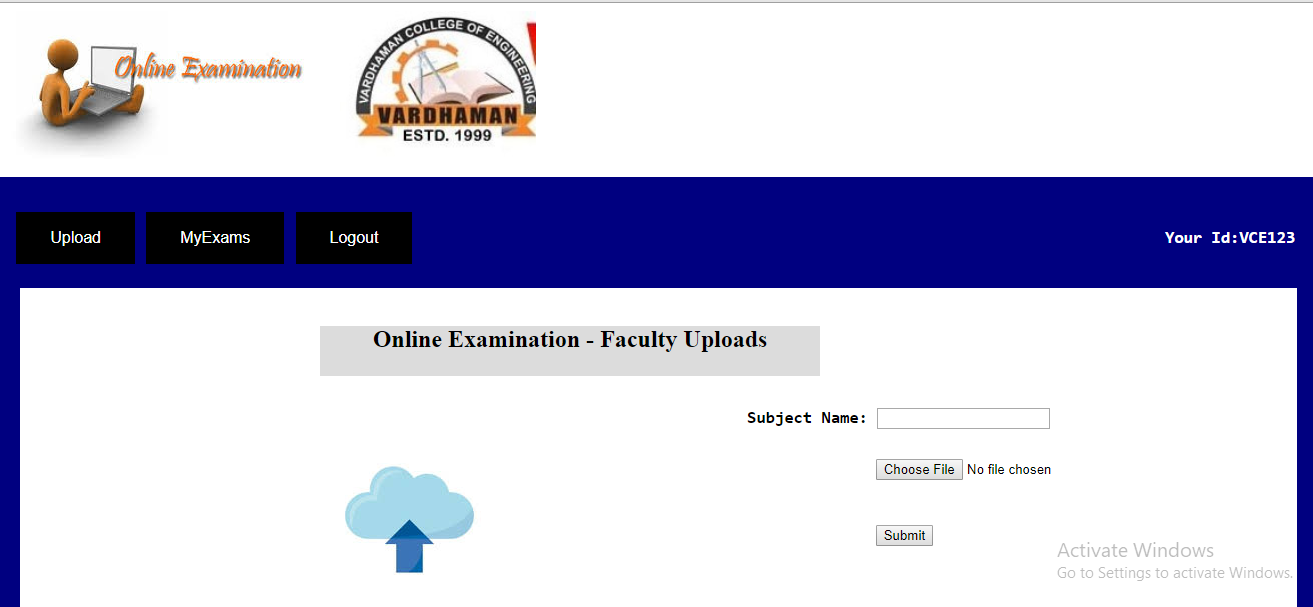 Online Examination
VARDHAMAN COLLEGE OF ENGINEERING
VARDHAMAN
ESTD. 1999
Upload
MyExams
Logout
Your Id:VCE123
Online Examination - Faculty Uploads
Subject Name:
Choose File No file chosen
Submit
Activate Windows
Go to Settings to activate Windows.